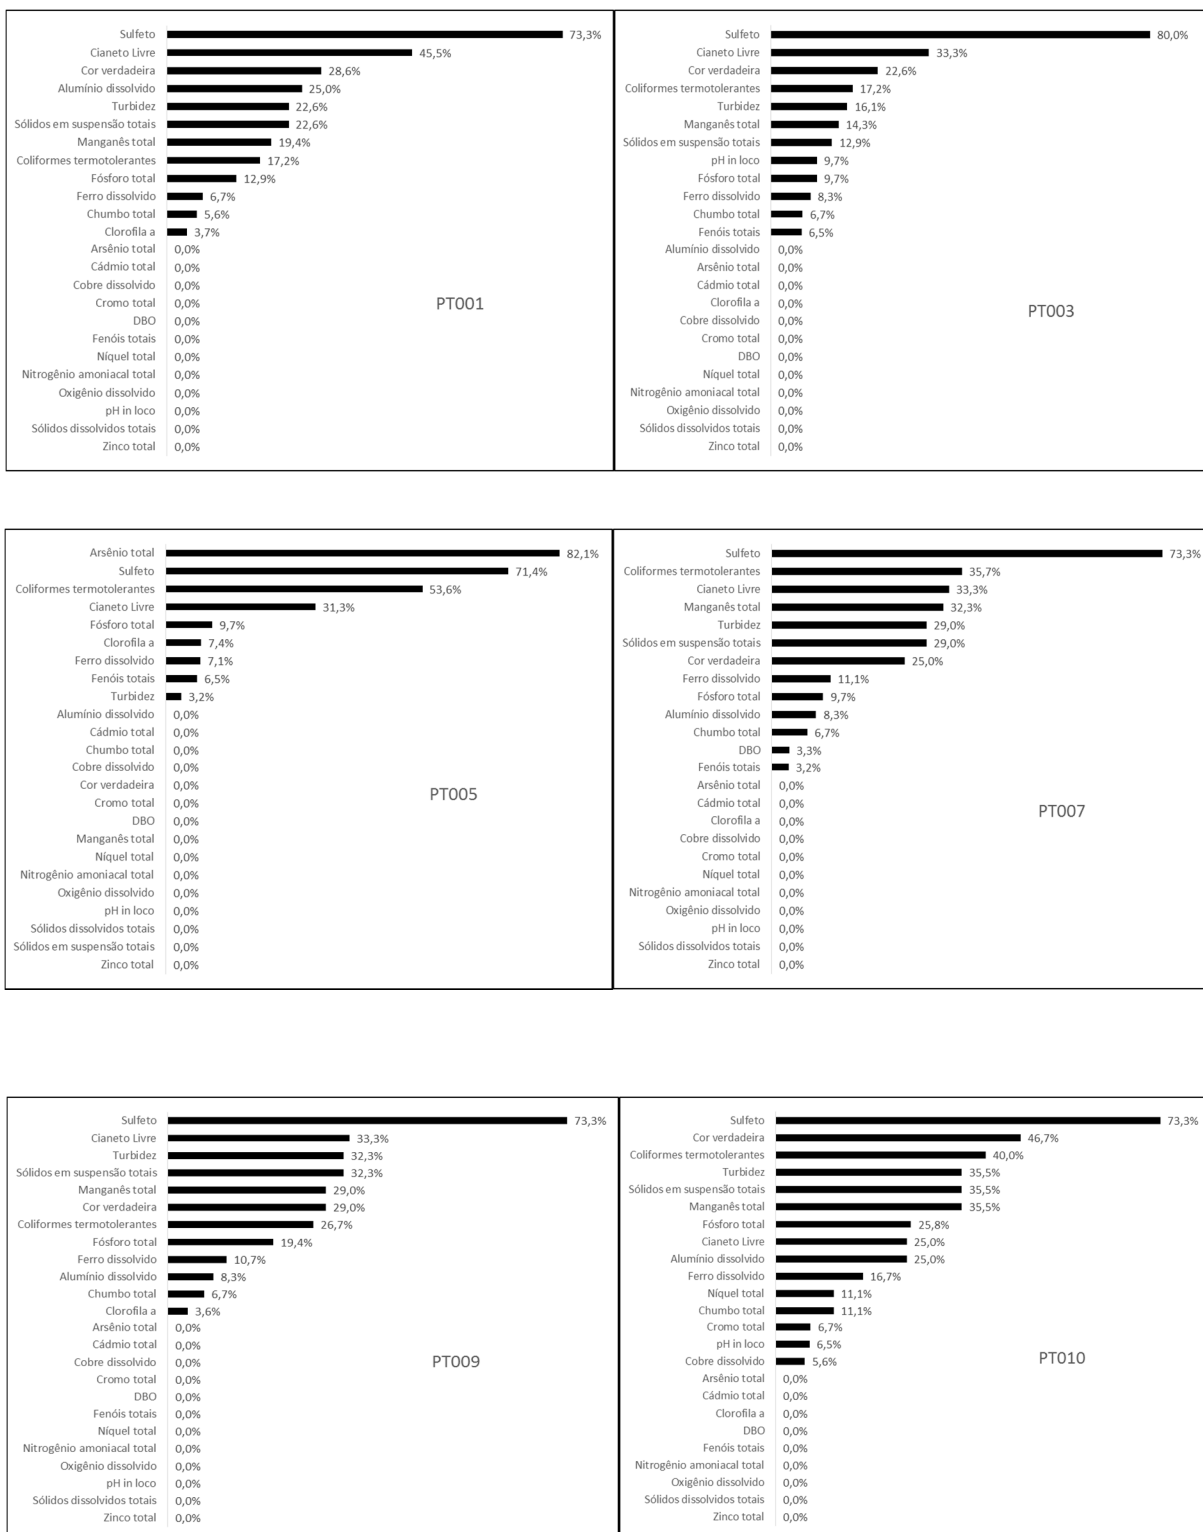 Sulfeto 73,3%
Cianeto Livre 45,5%
Cor verdadeira 28,6%
Alumínio dissolvido 25,0%
Turbidez 22,6%
Sólidos em suspensão totais 22,6%
Manganês total 19,4%
Coliformes termotolerantes 17,2%
Fósforo total 12,9%
Ferro dissolvido 6,7%
Chumbo total 5,6%
Clorofila a 3,7%
Arsênio total 0,0%
Cádmio total 0,0%
Cobre dissolvido 0,0%
Cromo total 0,0%
DBO 0,0%
Fenóis totais 0,0%
Níquel total 0,0%
Nitrogênio amoniacal total 0,0%
Oxigênio dissolvido 0,0%
pH in loco 0,0%
Sólidos dissolvidos totais 0,0%
Zinco total 0,0%
PT001
Sulfeto 80,0%
Cianeto Livre 33,3%
Cor verdadeira 22,6%
Coliformes termotolerantes 17,2%
Turbidez 16,1%
Manganês total 14,3%
Sólidos em suspensão totais 12,9%
pH in loco 9,7%
Fósforo total 9,7%
Ferro dissolvido 8,3%
Chumbo total 6,7%
Fenóis totais 6,5%
Alumínio dissolvido 0,0%
Arsênio total 0,0%
Cádmio total 0,0%
Clorofila a 0,0%
Cobre dissolvido 0,0%
Cromo total 0,0%
DBO 0,0%
Níquel total 0,0%
Nitrogênio amoniacal total 0,0%
Oxigênio dissolvido 0,0%
Sólidos dissolvidos totais 0,0%
Zinco total 0,0%
PT003
Arsênio total 82,1%
Sulfeto 71,4%
Coliformes termotolerantes 53,6%
Cianeto Livre 31,3%
Fósforo total 9,7%
Clorofila a 7,4%
Ferro dissolvido 7,1%
Fenóis totais 6,5%
Turbidez 3,2%
Alumínio dissolvido 0,0%
Cádmio total 0,0%
Chumbo total 0,0%
Cobre dissolvido 0,0%
Cor verdadeira 0,0%
Cromo total 0,0%
DBO 0,0%
Manganês total 0,0%
Níquel total 0,0%
Nitrogênio amoniacal total 0,0%
Oxigênio dissolvido 0,0%
pH in loco 0,0%
Sólidos dissolvidos totais 0,0%
Sólidos em suspensão totais 0,0%
Zinco total 0,0%
PT005
Sulfeto 73,3%
Coliformes termotolerantes 35,7%
Cianeto Livre 33,3%
Manganês total 32,3%
Turbidez 29,0%
Sólidos em suspensão totais 29,0%
Cor verdadeira 25,0%
Ferro dissolvido 11,1%
Fósforo total 9,7%
Alumínio dissolvido 8,3%
Chumbo total 6,7%
DBO 3,3%
Fenóis totais 3,2%
Arsênio total 0,0%
Cádmio total 0,0%
Clorofila a 0,0%
Cobre dissolvido 0,0%
Cromo total 0,0%
Níquel total 0,0%
Nitrogênio amoniacal total 0,0%
Oxigênio dissolvido 0,0%
pH in loco 0,0%
Sólidos dissolvidos totais 0,0%
Zinco total 0,0%
PT007
Sulfeto 73,3%
Cianeto Livre 33,3%
Turbidez 32,3%
Sólidos em suspensão totais 32,3%
Manganês total 29,0%
Cor verdadeira 29,0%
Coliformes termotolerantes 26,7%
Fósforo total 19,4%
Ferro dissolvido 10,7%
Alumínio dissolvido 8,3%
Chumbo total 6,7%
Clorofila a 3,6%
Arsênio total 0,0%
Cádmio total 0,0%
Cobre dissolvido 0,0%
Cromo total 0,0%
DBO 0,0%
Fenóis totais 0,0%
Níquel total 0,0%
Nitrogênio amoniacal total 0,0%
Oxigênio dissolvido 0,0%
pH in loco 0,0%
Sólidos dissolvidos totais 0,0%
Zinco total 0,0%
PT009
Sulfeto 73,3%
Cor verdadeira 46,7%
Coliformes termotolerantes 40,0%
Turbidez 35,5%
Sólidos em suspensão totais 35,5%
Manganês total 35,5%
Fósforo total 25,8%
Cianeto Livre 25,0%
Alumínio dissolvido 25,0%
Ferro dissolvido 16,7%
Níquel total 11,1%
Chumbo total 11,1%
Cromo total 6,7%
pH in loco 6,5%
Cobre dissolvido 5,6%
Arsênio total 0,0%
Cádmio total 0,0%
Clorofila a 0,0%
DBO 0,0%
Fenóis totais 0,0%
Nitrogênio amoniacal total 0,0%
Oxigênio dissolvido 0,0%
Sólidos dissolvidos totais 0,0%
Zinco total 0,0%
PT010